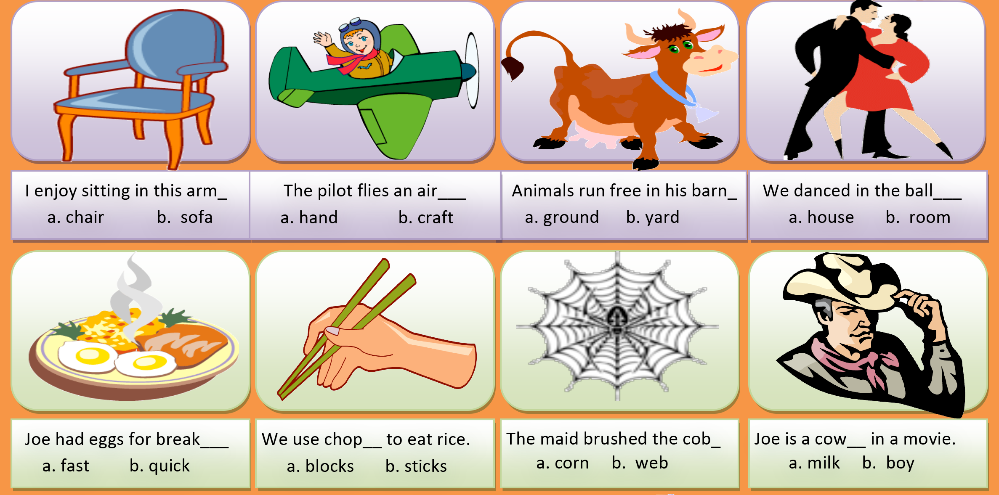 I enjoy sitting in this arm_
a. chair b. sofa
The pilot flies an air___
a. hand b. craft
Animals run free in his barn_
a. ground b. yard
We danced in the ball___
a. house b. room
Joe had eggs for break___
a. fast b. quick
We use chop__ to eat rice.
a. blocks b. sticks
The maid brushed the cob_
a. corn b. web
Joe is a cow__ in a movie.
a. milk b. boy